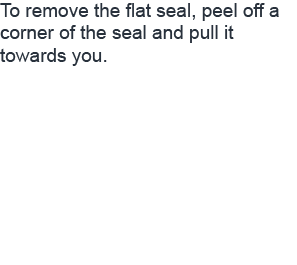 To remove the flat seal, peel off a
corner of the seal and pull it
towards you.